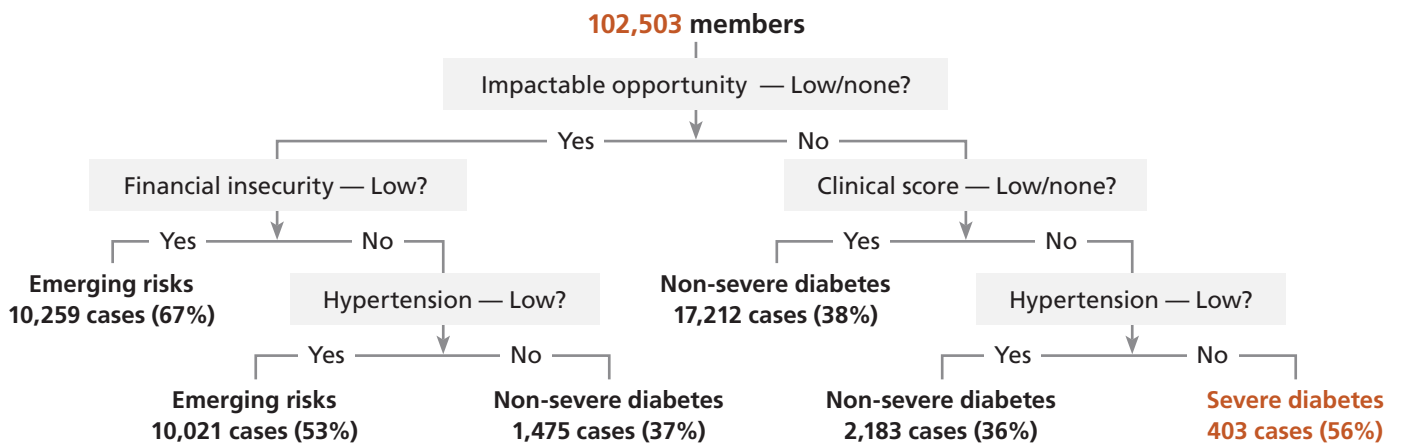 102,503 members
Impactable opportunity — Low/none?
Yes No
Financial insecurity — Low? Clinical score — Low/none?
Yes No Yes No
Emerging risks
10,259 cases (67%)
Hypertension — Low?
Non-severe diabetes
17,212 cases (38%)
Hypertension — Low?
Yes No Yes No
Emerging risks
10,021 cases (53%)
Non-severe diabetes
1,475 cases (37%)
Non-severe diabetes
2,183 cases (36%)
Severe diabetes
403 cases (56%)